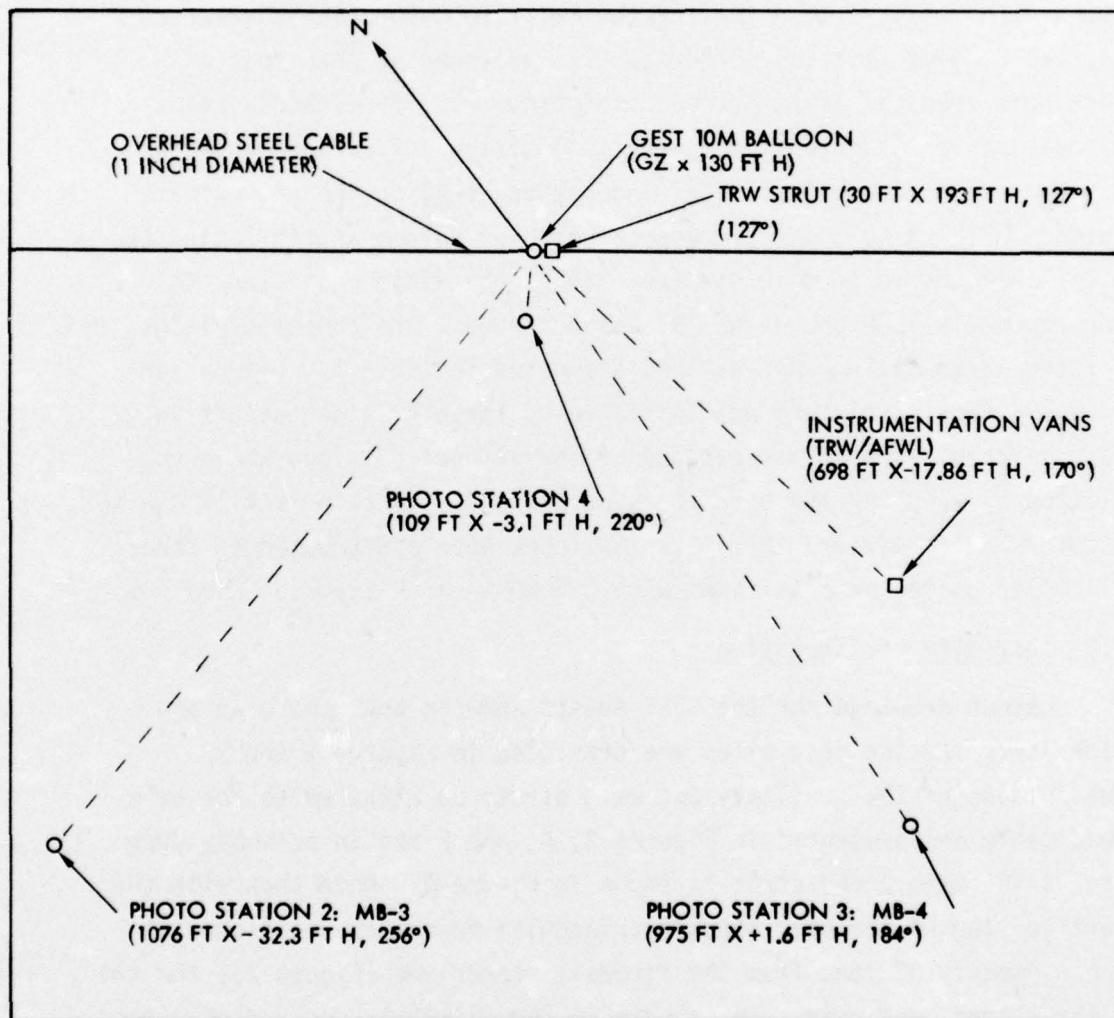 N
OVERHEAD STEEL CABLE
(1 INCH DIAMETER)
GEST 10M BALLOON
(GZ x 130 FT H)
TRW STRUT (30 FT X 193 FT H, 127°)
(127°)
INSTRUMENTATION VANS
(TRW/AFWL)
(698 FT X-17.86 FT H, 170°)
PHOTO STATION 4
(109 FT X -3.1 FT H, 220°)
PHOTO STATION 2: MB-3
(1076 FT X - 32.3 FT H, 256°)
PHOTO STATION 3: MB-4
(975 FT X +1.6 FT H, 184°)